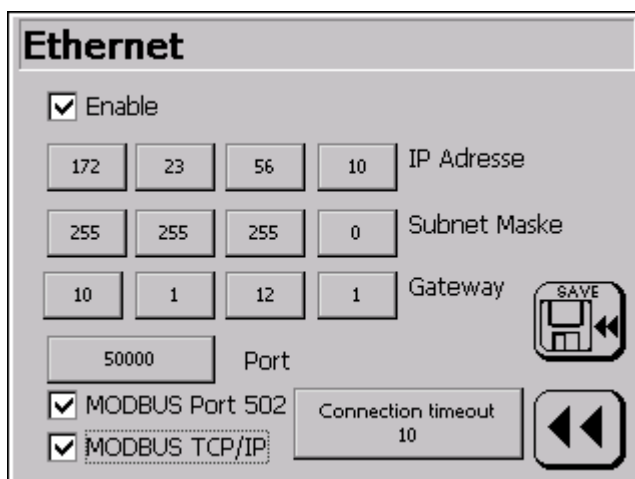 Ethernet
Enable
172 23 56 10 IP Adresse
255 255 255 0 Subnet Maske
10 1 12 1 Gateway
SAVE
50000 Port
MODBUS Port 502
Connection timeout
10
MODBUS TCP/IP